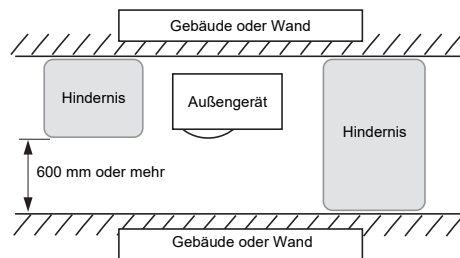 Gebäude oder Wand
Hindernis
Außengerät
Hindernis
600 mm oder mehr
Gebäude oder Wand